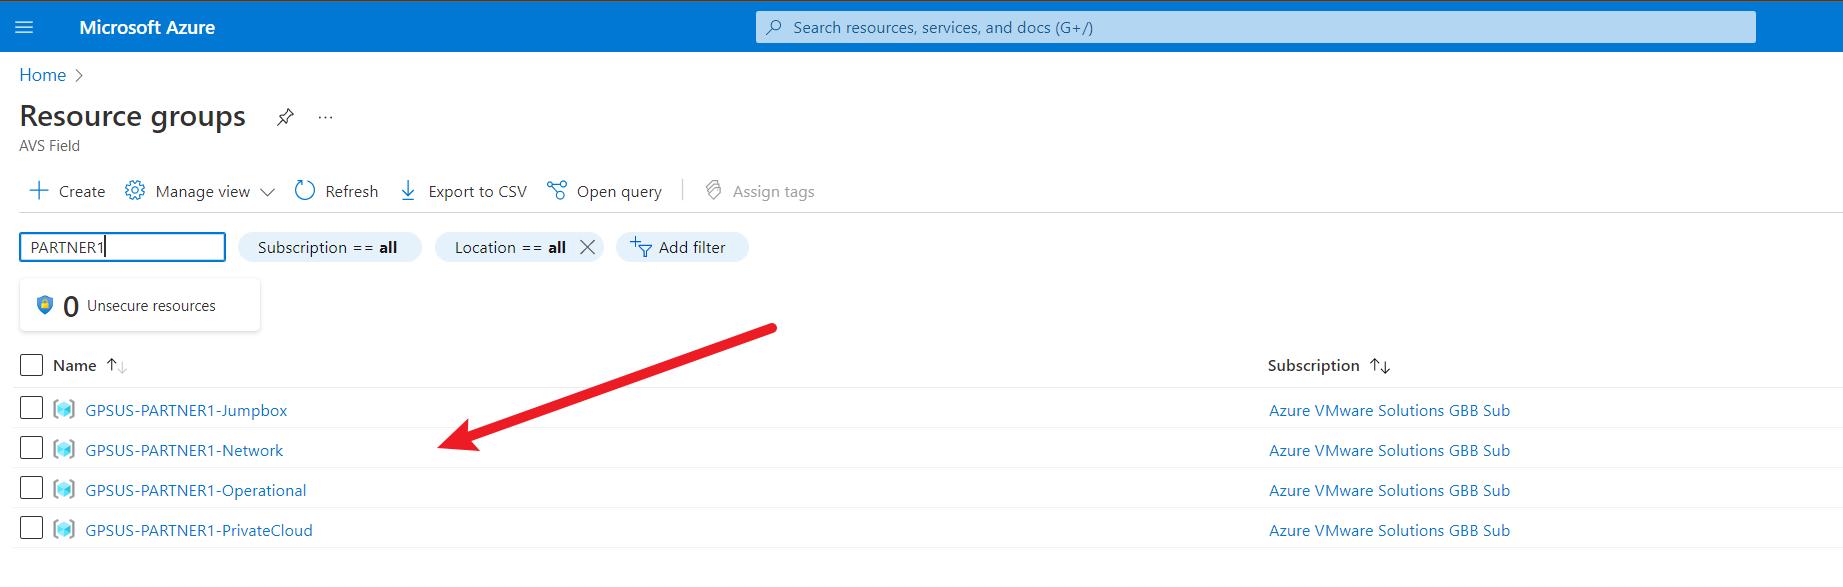 Microsoft Azure
Search resources, services, and docs (G+/)
Home
Resource groups
AVS Field
Create Manage view Refresh Export to CSV Open query Assign tags
PARTNER1 Subscription == all Location == all Add filter
0 Unsecure resources
Name Subscription
GPSUS-PARTNER1-Jumpbox Azure VMware Solutions GBB Sub
GPSUS-PARTNER1-Network Azure VMware Solutions GBB Sub
GPSUS-PARTNER1-Operational Azure VMware Solutions GBB Sub
GPSUS-PARTNER1-PrivateCloud Azure VMware Solutions GBB Sub